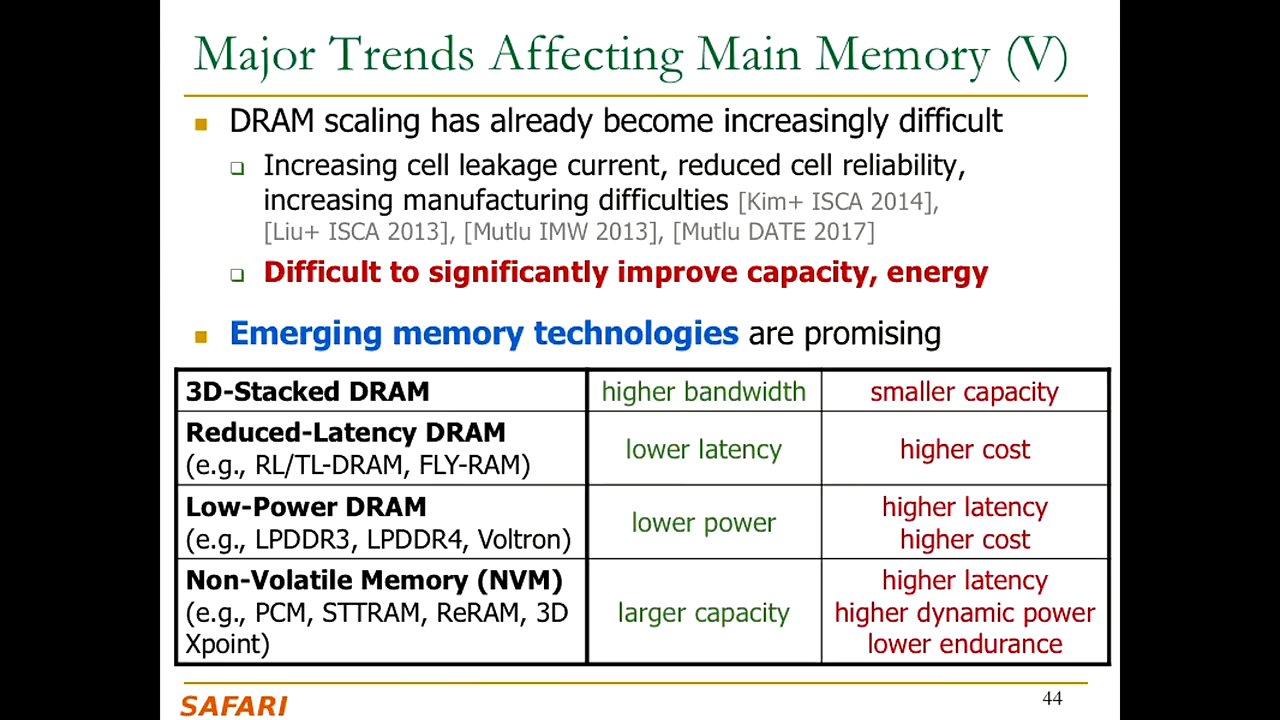 Major Trends Affecting Main Memory (V)
DRAM scaling has already become increasingly difficult
Increasing cell leakage current, reduced cell reliability,
increasing manufacturing difficulties [Kim+ ISCA 2014],
[Liu+ ISCA 2013], [Mutlu IMW 2013], [Mutlu DATE 2017]
Difficult to significantly improve capacity, energy
Emerging memory technologies are promising
3D-Stacked DRAM
higher bandwidth
smaller capacity
Reduced-Latency DRAM
(e.g., RL/TL-DRAM, FLY-RAM)
lower latency
higher cost
Low-Power DRAM
(e.g., LPDDR3, LPDDR4, Voltron)
lower power
higher latency
higher cost
Non-Volatile Memory (NVM)
(e.g., PCM, STTRAM, ReRAM, 3D
Xpoint)
larger capacity
higher latency
higher dynamic power
lower endurance
SAFARI
44